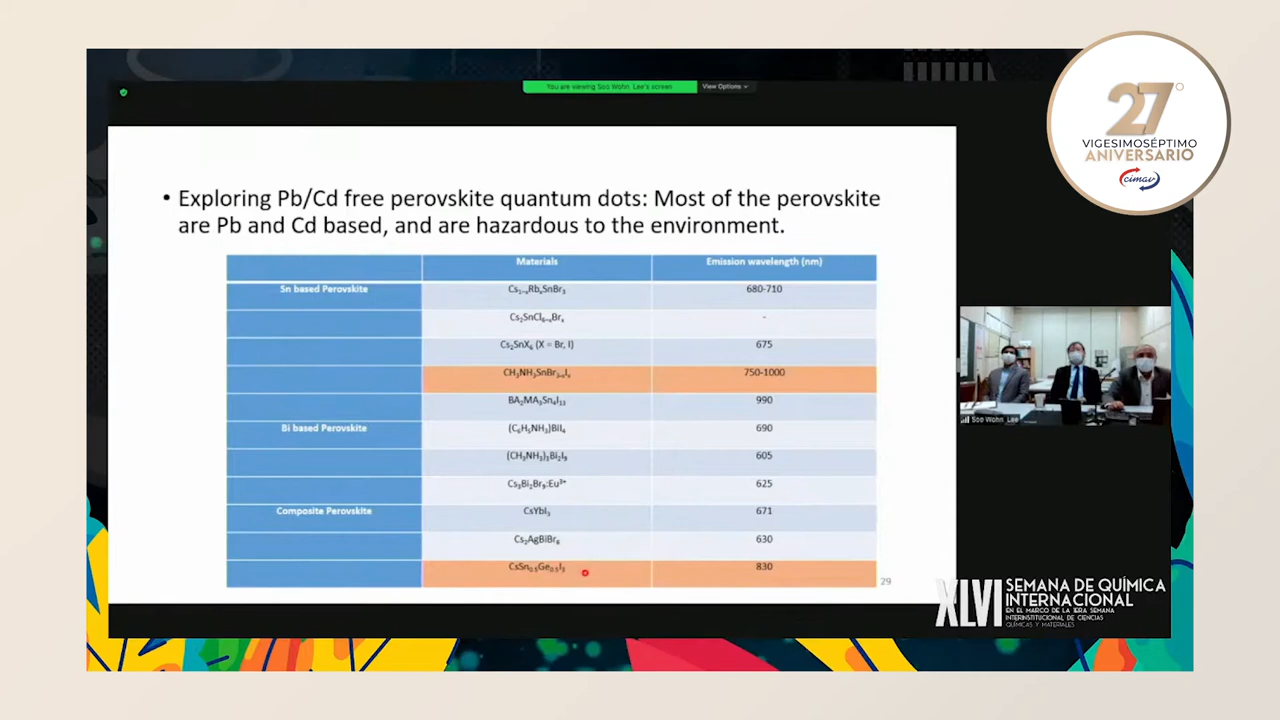 You are viewing Soo Wohn Lee's screen
View Options
27°
VIGESIMOSÉPTIMO
ANIVERSARIO
cimav
• Exploring Pb/Cd free perovskite quantum dots: Most of the perovskite
are Pb and Cd based, and are hazardous to the environment.
Materials Emission wavelength (nm)
Sn based Perovskite Cs₁₋ₓRbₓSnBr₃ 680-710
Cs₂SnCl₆₋ₓBrₓ -
Cs₂SnX₆ (X = Br, I) 675
CH₃NH₃SnBr₃₋ₓIₓ 750-1000
BA₂MA₃Sn₄I₁₃ 990
Bi based Perovskite (C₆H₅NH₃)BiI₄ 690
(CH₃NH₃)₃Bi₂I₉ 605
Cs₃Bi₂Br₉:Eu³⁺ 625
Composite Perovskite CsYbI₃ 671
Cs₂AgBiBr₆ 630
CsSn₀.₅Ge₀.₅I₃ 830
29
Soo Wohn Lee
XLVI SEMANA DE QUÍMICA
INTERNACIONAL
EN EL MARCO DE LA 1ERA SEMANA
INTERINSTITUCIONAL DE CIENCIAS
QUÍMICAS Y MATERIALES